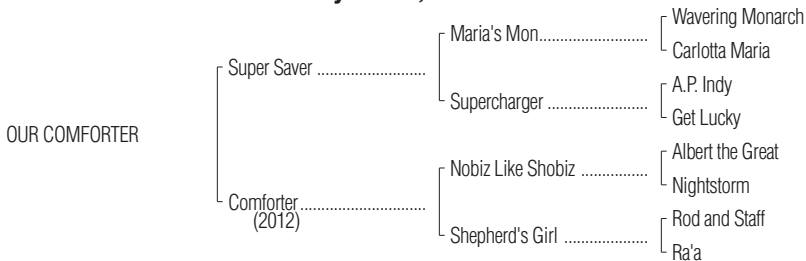 Wavering Monarch
Maria's Mon
Carlotta Maria
Super Saver
A.P. Indy
Supercharger
Get Lucky
OUR COMFORTER
Albert the Great
Nobiz Like Shobiz
Nightstorm
Comforter
(2012)
Rod and Staff
Shepherd's Girl
Ra'a